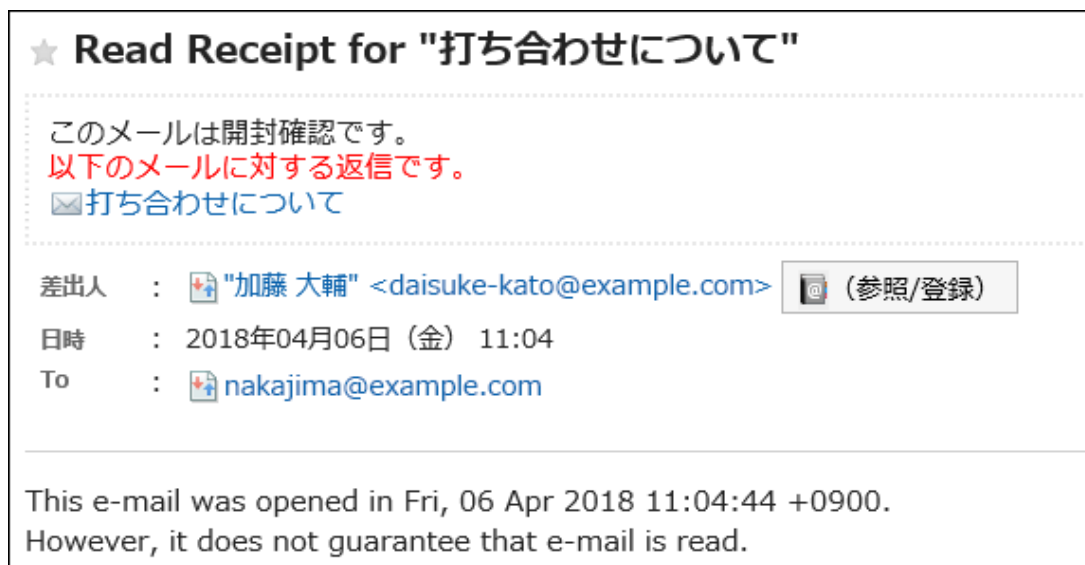 Read Receipt for "打ち合わせについて"
このメールは開封確認です。
以下のメールに対する返信です。
打ち合わせについて
差出人 : "加藤 大輔" <daisuke-kato@example.com> (参照/登録)
日時 : 2018年04月06日（金） 11:04
To : nakajima@example.com
This e-mail was opened in Fri, 06 Apr 2018 11:04:44 +0900.
However, it does not guarantee that e-mail is read.